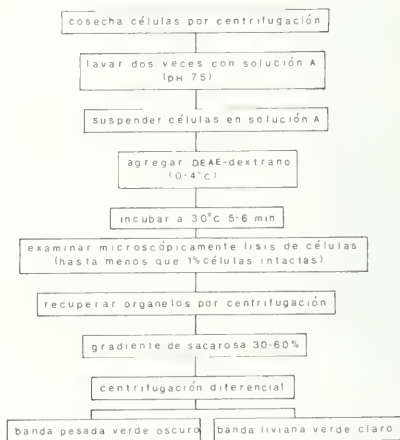 cosecha células por centrifugación
lavar dos veces con solución A
(pH 75)
suspender células en solución A
agregar DEAE-dextrano
(0-4°C)
incubar a 30°C 5-6 min
examinar microscópicamente lisis de células
(hasta menos que 1% células intactas)
recuperar organelos por centrifugación
gradiente de sacarosa 30-60%
centrifugación diferencial
banda pesada verde oscuro
banda liviana verde claro